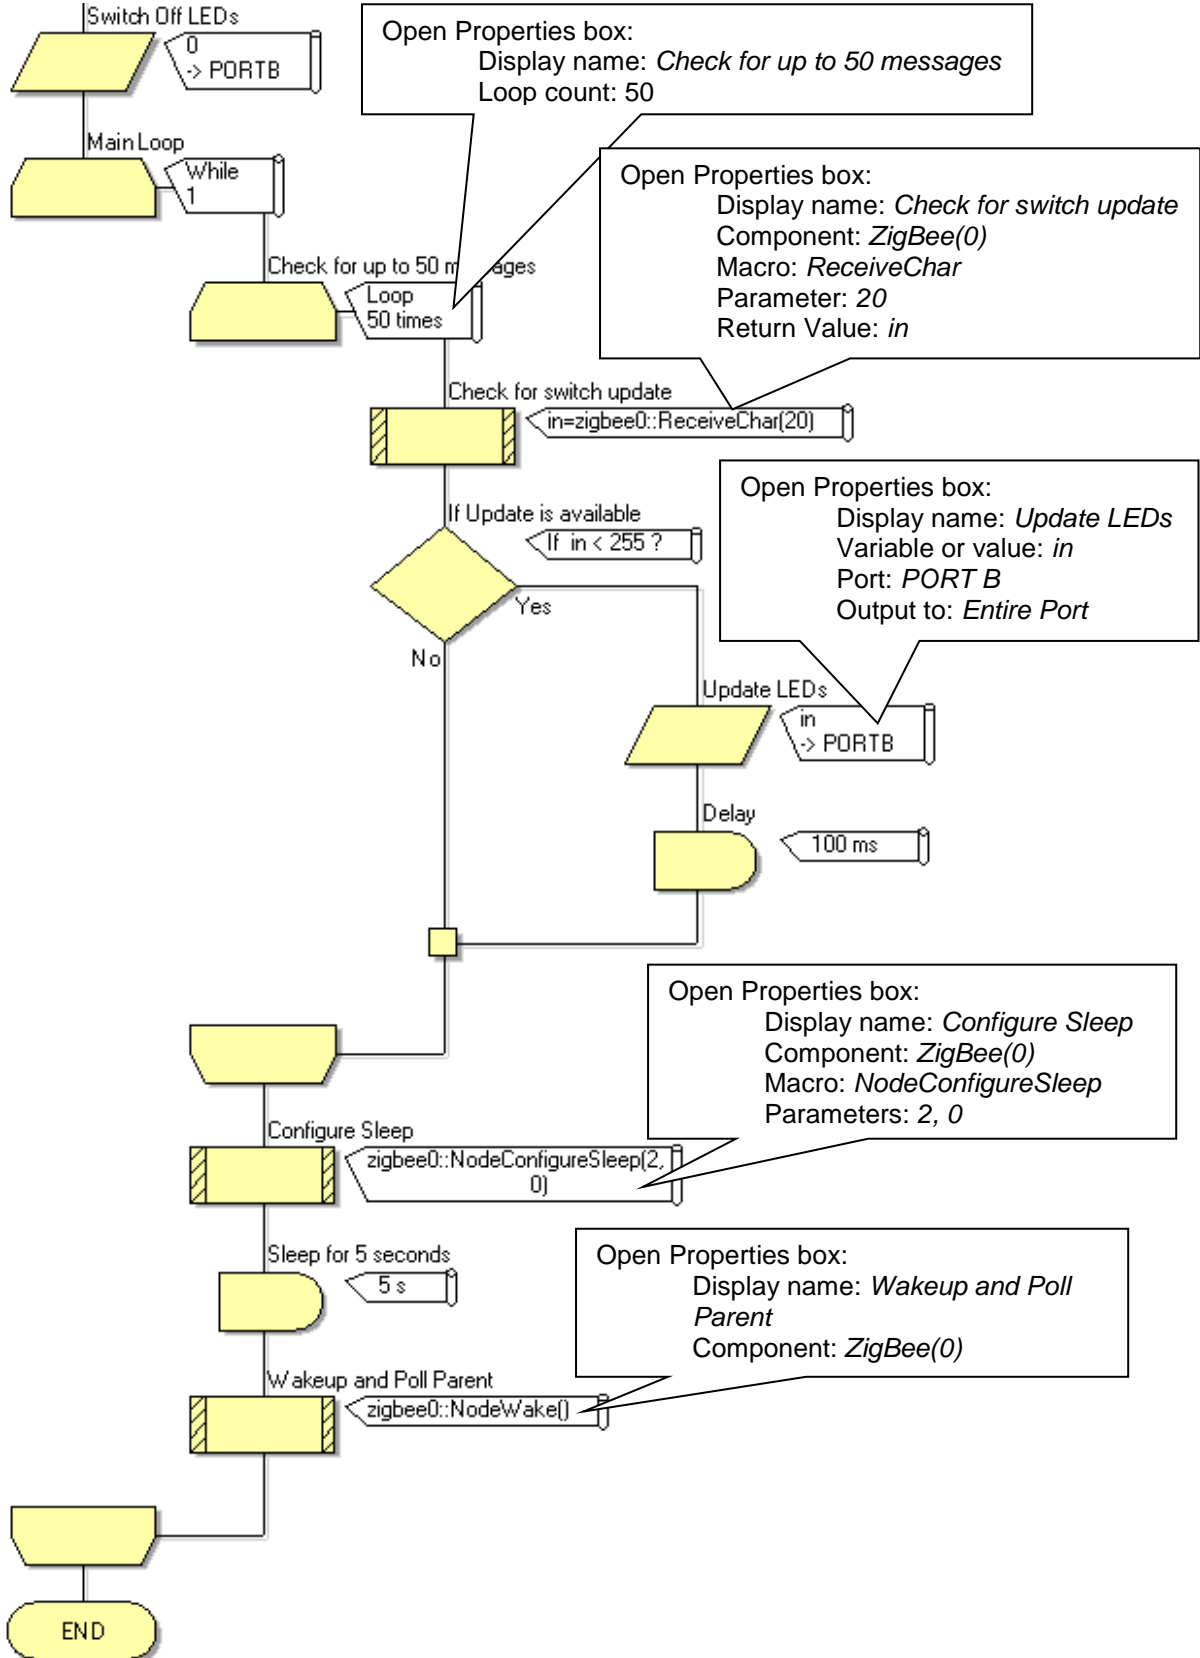 Switch Off LEDs
0
-> PORTB
Open Properties box:
Display name: Check for up to 50 messages
Loop count: 50
Main Loop
While
1
Open Properties box:
Display name: Check for switch update
Component: ZigBee(0)
Macro: ReceiveChar
Parameter: 20
Return Value: in
Check for up to 50 m  ages
Loop
50 times
Check for switch update
in=zigbee0::ReceiveChar(20)
If Update is available
If in < 255 ?
Yes
No
Open Properties box:
Display name: Update LEDs
Variable or value: in
Port: PORT B
Output to: Entire Port
Update LEDs
in
-> PORTB
Delay
100 ms
Open Properties box:
Display name: Configure Sleep
Component: ZigBee(0)
Macro: NodeConfigureSleep
Parameters: 2, 0
Configure Sleep
zigbee0::NodeConfigureSleep(2,
0)
Sleep for 5 seconds
5 s
Open Properties box:
Display name: Wakeup and Poll
Parent
Component: ZigBee(0)
Wakeup and Poll Parent
zigbee0::NodeWake()
END